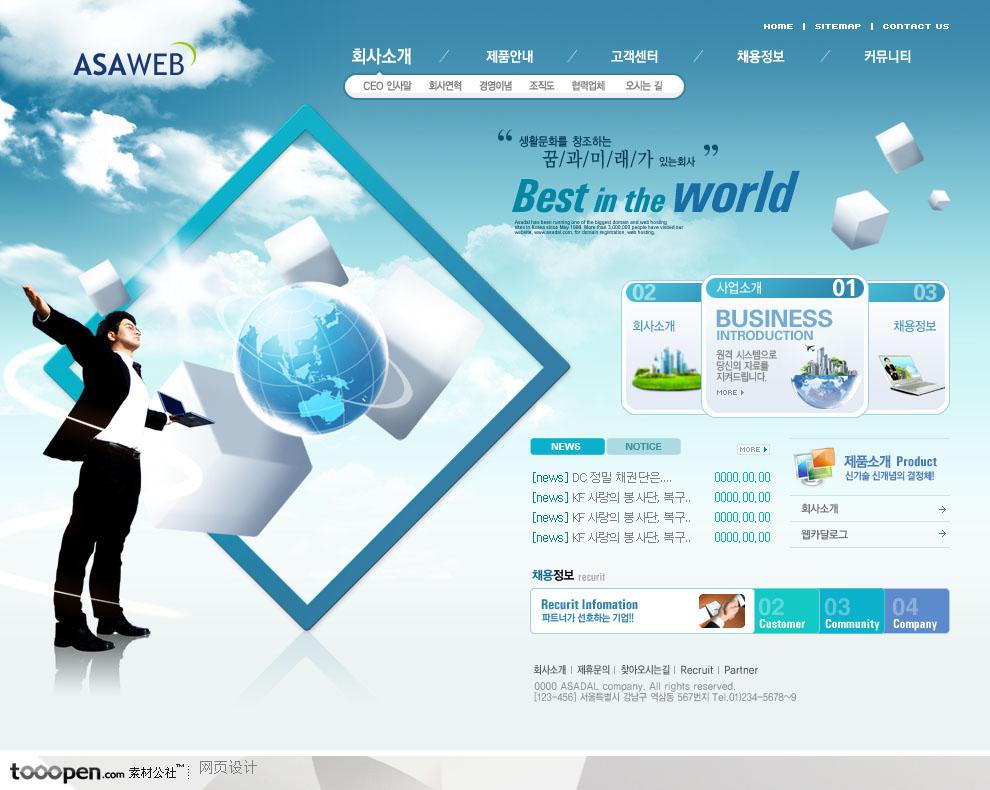 HOME | SITEMAP | CONTACT US
ASAWEB
회사소개 / 제품안내 / 고객센터 / 채용정보 / 커뮤니티
CEO 인사말 회사연혁 경영이념 조직도 협력업체 오시는 길
“ 생활문화를 창조하는
꿈/과/미/래/가 있는회사 ”
Best in the world
Asadal has been running one of the biggest domain and web hosting
sites in Korea since May 1998. More than 3,000,000 people have visited our
website, www.asadal.com, for domain registration, web hosting.
02
회사소개
사업소개 01
BUSINESS
INTRODUCTION
원격 시스템으로
당신의 자료를
지켜드립니다.
MORE
03
채용정보
NEWS NOTICE MORE
[news] DC 정밀 채권단은.... 0000,00,00
[news] KF 사랑의 봉사단, 복구.. 0000,00,00
[news] KF 사랑의 봉사단, 복구.. 0000,00,00
[news] KF 사랑의 봉사단, 복구.. 0000,00,00
제품소개 Product
신기술 신개념의 결정체!
회사소개
웹카달로그
채용정보 recurit
Recurit Infomation
파트너가 선호하는 기업!!
02 Customer
03 Community
04 Company
회사소개 | 제휴문의 | 찾아오시는길 | Recruit | Partner
0000 ASADAL company. All rights reserved.
[123-456] 서울특별시 강남구 역삼동 567번지 Tel.01)234-5678~9
tooopen.com 素材公社™ 网页设计